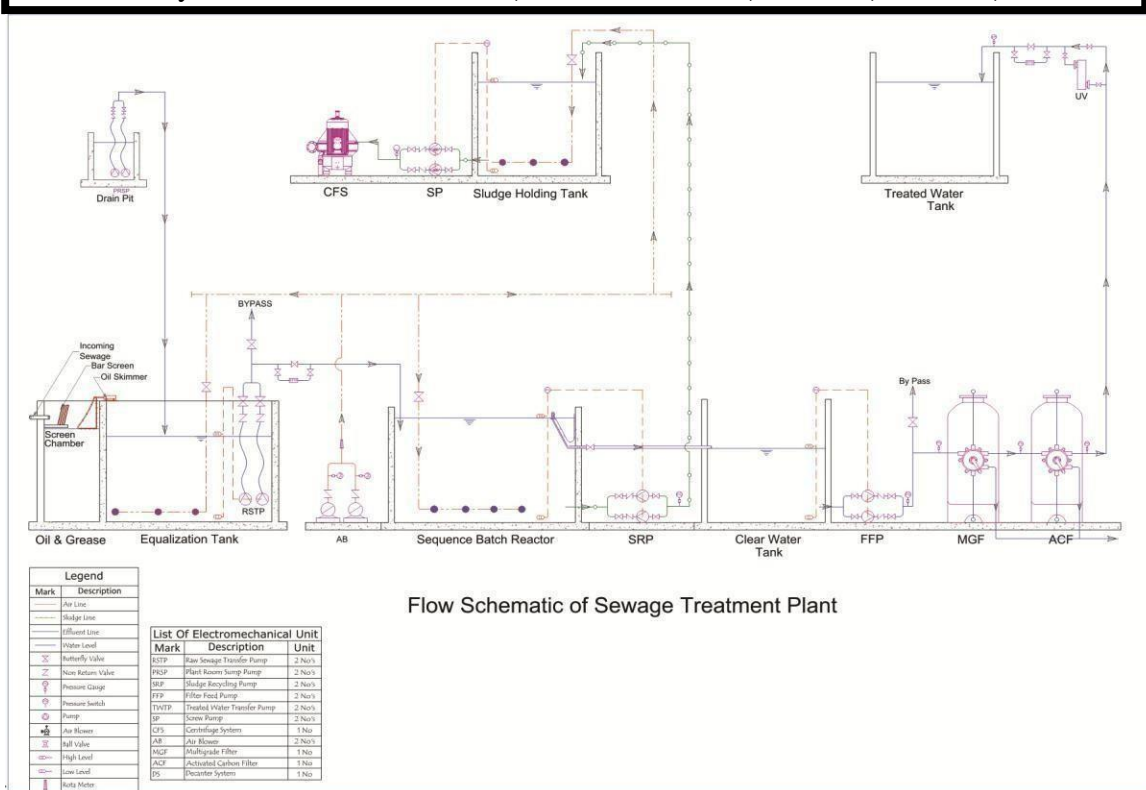 PRSP
Drain Pit
CFS
SP
Sludge Holding Tank
UV
Treated Water
Tank
BYPASS
Incoming
Sewage
Bar Screen
Oil Skimmer
Screen
Chamber
RSTP
By Pass
Oil & Grease
Equalization Tank
AB
Sequence Batch Reactor
SRP
Clear Water
Tank
FFP
MGF
ACF
Flow Schematic of Sewage Treatment Plant
Legend
Mark Description
Air Line
Sludge Line
Effluent Line
Water Level
Butterfly Valve
Non Return Valve
Pressure Gauge
Pressure Switch
Pump
Air Blower
Ball Valve
High Level
Low Level
Rota Meter
List Of Electromechanical Unit
Mark Description Unit
RSTP Raw Sewage Transfer Pump 2 No's
PRSP Plant Room Sump Pump 2 No's
SRP Sludge Recycling Pump 2 No's
FFP Filter Feed Pump 2 No's
TWTP Treated Water Transfer Pump 2 No's
SP Screw Pump 2 No's
CFS Centrifuge System 1 No
AB Air Blower 2 No's
MGF Multigrade Filter 1 No
ACF Activated Carbon Filter 1 No
DS Decanter System 1 No